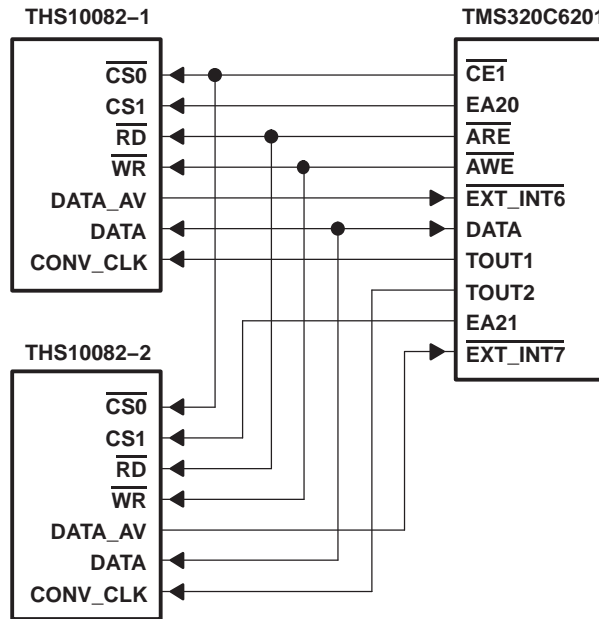 THS10082–1
CS0
CS1
RD
WR
DATA_AV
DATA
CONV_CLK
TMS320C6201
CE1
EA20
ARE
AWE
EXT_INT6
DATA
TOUT1
TOUT2
EA21
EXT_INT7
THS10082–2
CS0
CS1
RD
WR
DATA_AV
DATA
CONV_CLK